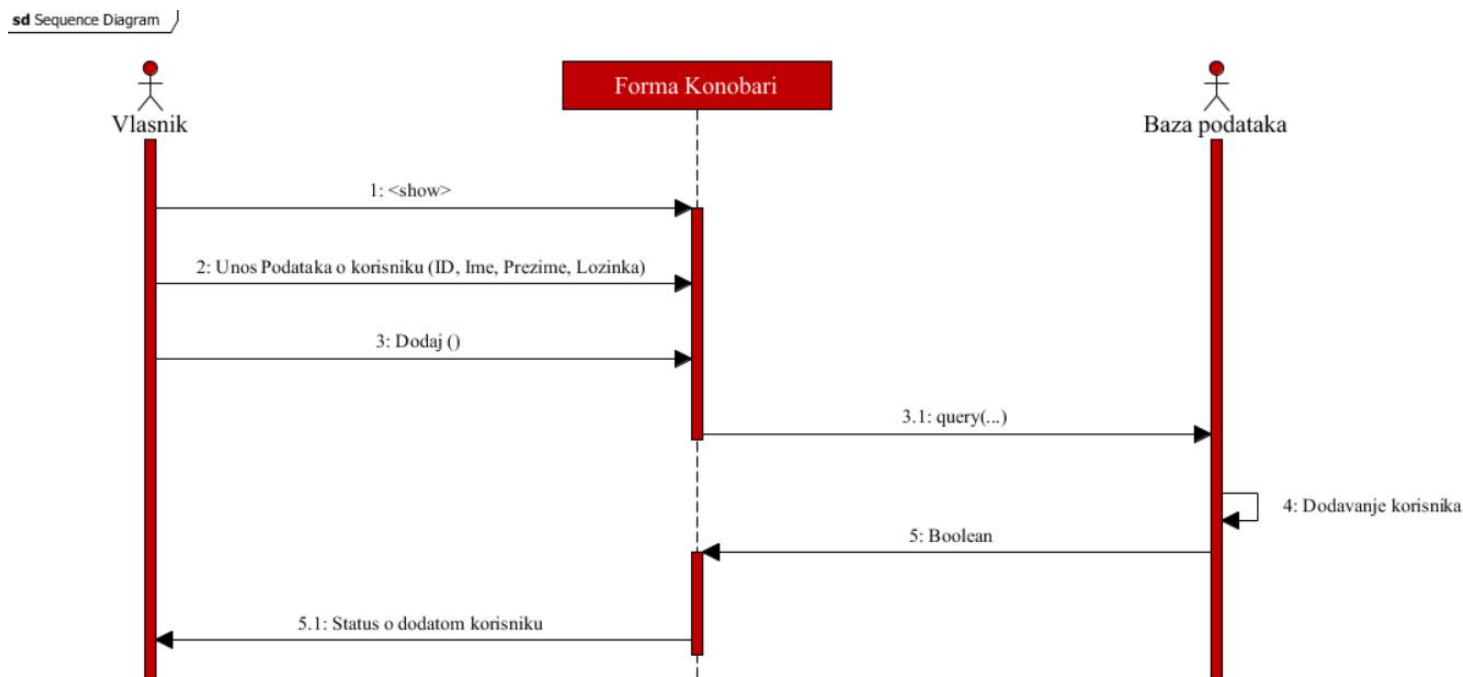 sd Sequence Diagram
Forma Konobari
Vlasnik
Baza podataka
1: <show>
2: Unos Podataka o korisniku (ID, Ime, Prezime, Lozinka)
3: Dodaj ()
3.1: query(...)
4: Dodavanje korisnika
5: Boolean
5.1: Status o dodatom korisniku